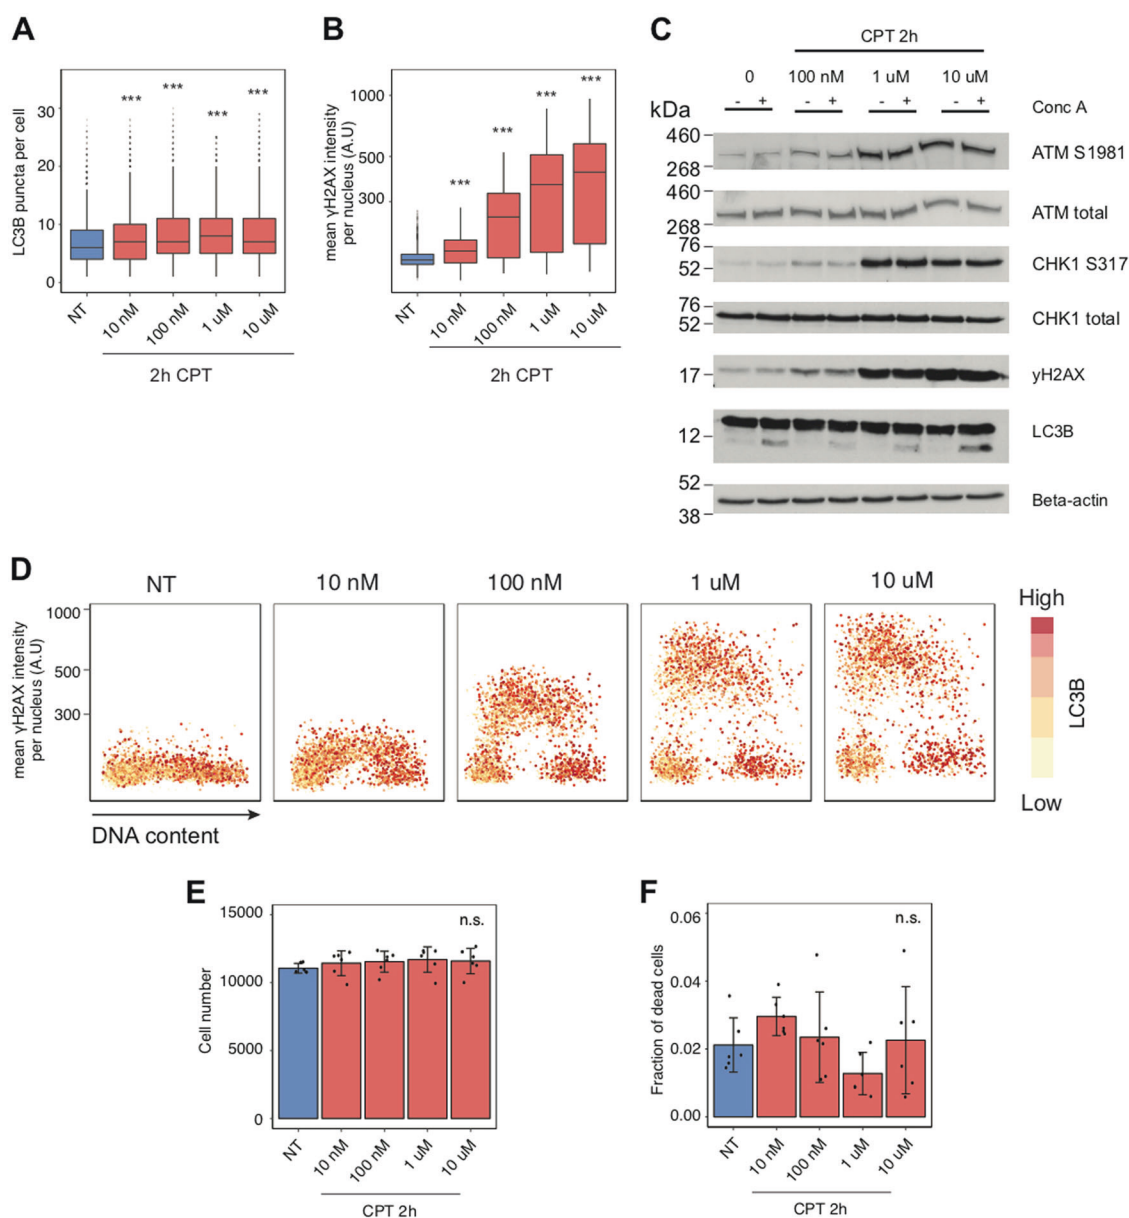 A
LC3B puncta per cell
30
20
10
0
***
***
***
***
NT
10 nM
100 nM
1 uM
10 uM
2h CPT
B
mean γH2AX intensity
per nucleus (A.U)
1000
500
300
***
***
***
***
NT
10 nM
100 nM
1 uM
10 uM
2h CPT
C
CPT 2h
0 100 nM 1 uM 10 uM
kDa - + - + - + - + Conc A
460
268
ATM S1981
460
268
ATM total
76
52
CHK1 S317
76
52
CHK1 total
17
yH2AX
12
LC3B
52
38
Beta-actin
D
NT 10 nM 100 nM 1 uM 10 uM
mean γH2AX intensity
per nucleus (A.U)
1000
500
300
DNA content
High
LC3B
Low
E
Cell number
15000
10000
5000
0
n.s.
NT
10 nM
100 nM
1 uM
10 uM
CPT 2h
F
Fraction of dead cells
0.06
0.04
0.02
0.00
n.s.
NT
10 nM
100 nM
1 uM
10 uM
CPT 2h